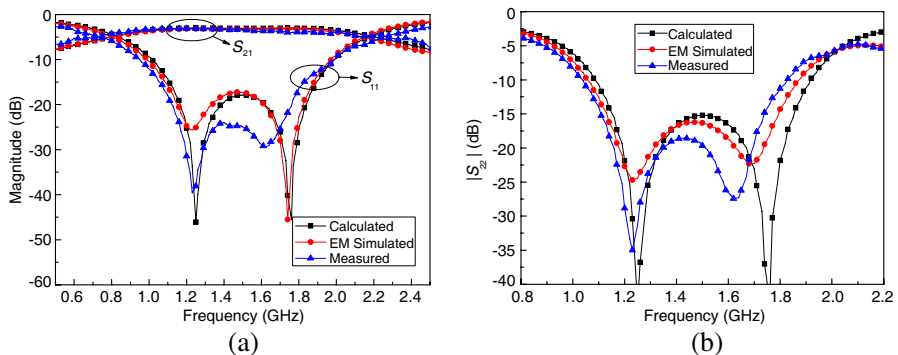 0
-10
-20
-30
-40
-50
-60
Magnitude (dB)
S21
S11
Calculated
EM Simulated
Measured
0.6 0.8 1.0 1.2 1.4 1.6 1.8 2.0 2.2 2.4
Frequency (GHz)
(a)
0
-5
-10
-15
-20
-25
-30
-35
-40
|S22| (dB)
Calculated
EM Simulated
Measured
0.8 1.0 1.2 1.4 1.6 1.8 2.0 2.2
Frequency (GHz)
(b)